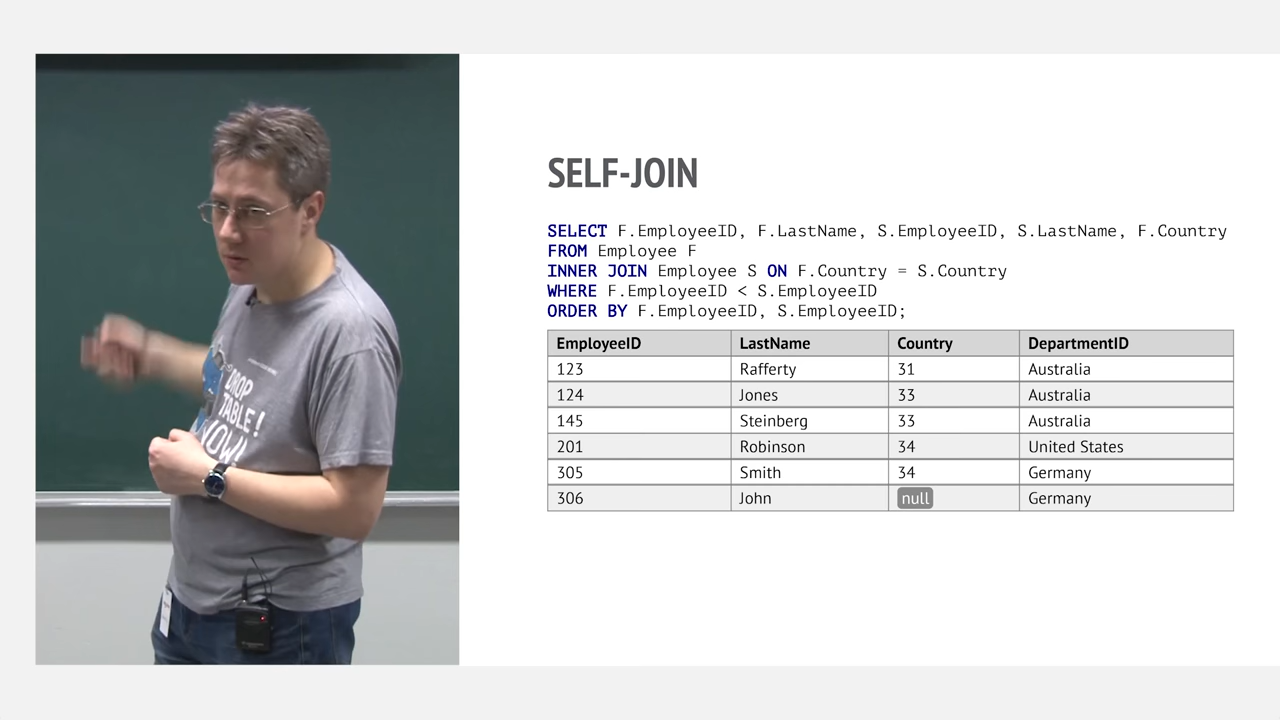 SELF-JOIN
SELECT F.EmployeeID, F.LastName, S.EmployeeID, S.LastName, F.Country
FROM Employee F
INNER JOIN Employee S ON F.Country = S.Country
WHERE F.EmployeeID < S.EmployeeID
ORDER BY F.EmployeeID, S.EmployeeID;
EmployeeID LastName Country DepartmentID
123 Rafferty 31 Australia
124 Jones 33 Australia
145 Steinberg 33 Australia
201 Robinson 34 United States
305 Smith 34 Germany
306 John null Germany
DROP
TABLE!